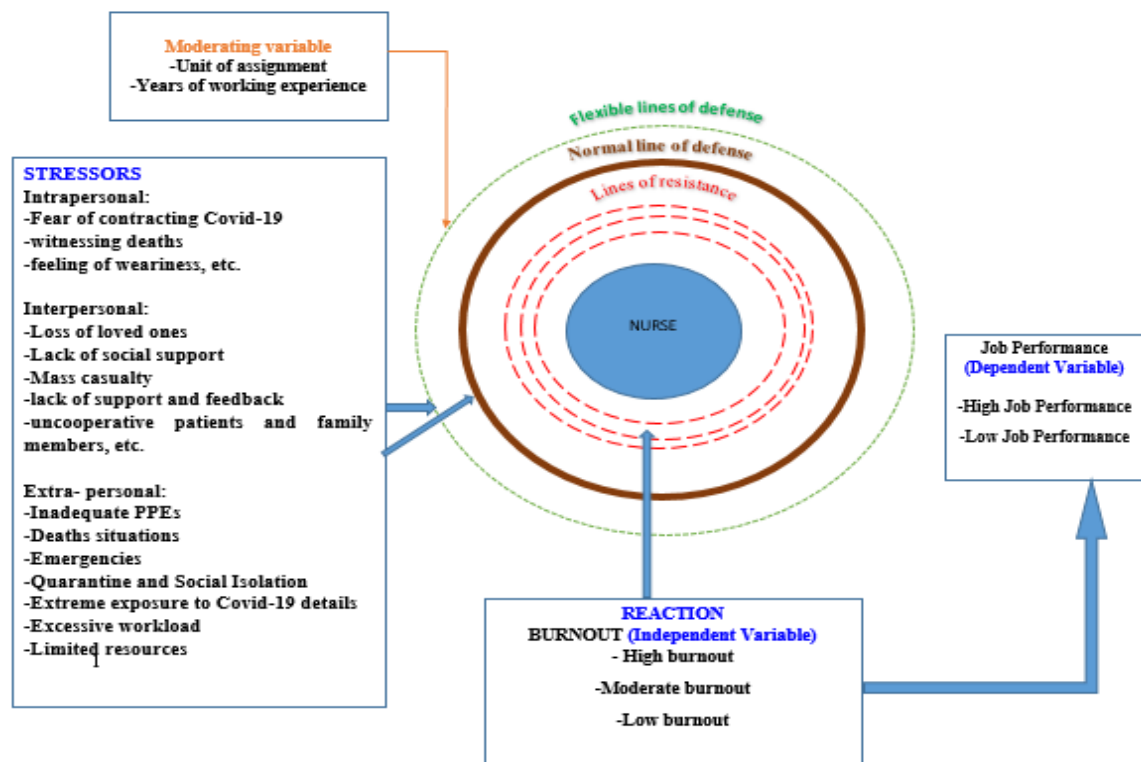 Moderating variable
-Unit of assignment
-Years of working experience
Flexible lines of defense
Normal line of defense
Lines of resistance
NURSE
STRESSORS
Intrapersonal:
-Fear of contracting Covid-19
-witnessing deaths
-feeling of weariness, etc.
Interpersonal:
-Loss of loved ones
-Lack of social support
-Mass casualty
-lack of support and feedback
-uncooperative patients and family
members, etc.
Extra- personal:
-Inadequate PPEs
-Deaths situations
-Emergencies
-Quarantine and Social Isolation
-Extreme exposure to Covid-19 details
-Excessive workload
-Limited resources
Job Performance
(Dependent Variable)
-High Job Performance
-Low Job Performance
REACTION
BURNOUT (Independent Variable)
- High burnout
-Moderate burnout
-Low burnout